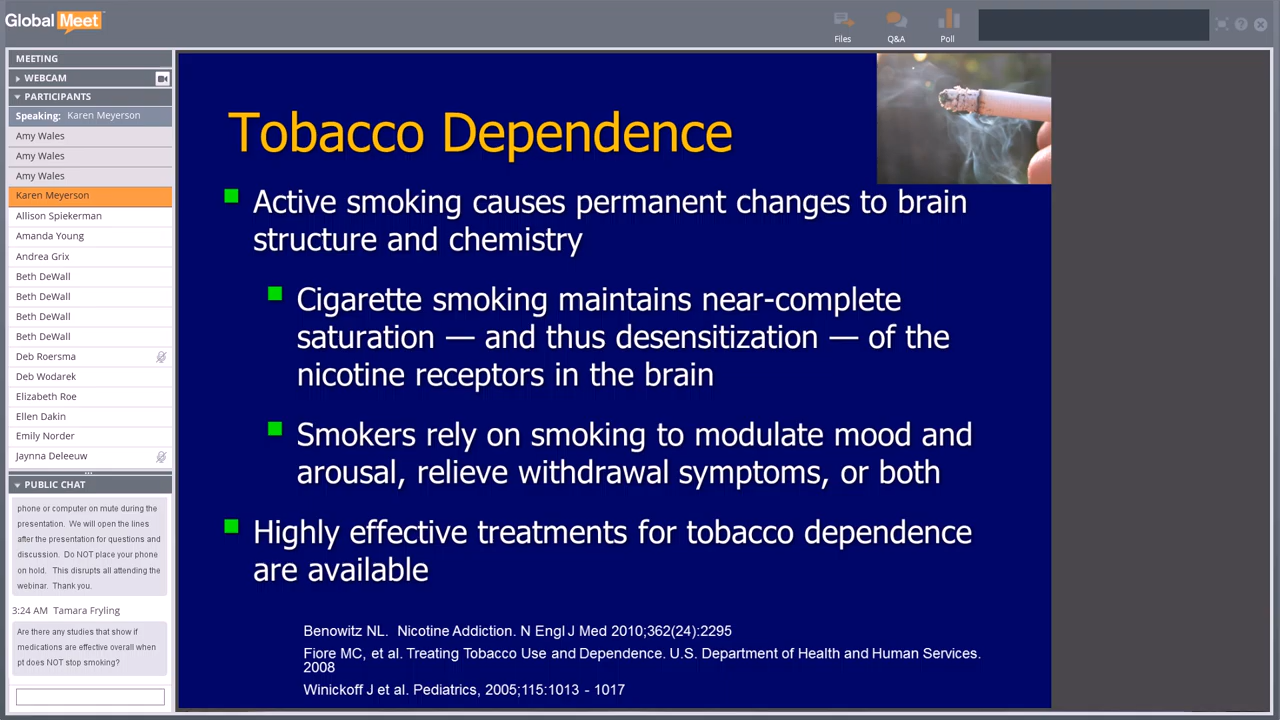 Global Meet
Files
Q&A
Poll
MEETING
WEBCAM
PARTICIPANTS
Speaking: Karen Meyerson
Amy Wales
Amy Wales
Amy Wales
Karen Meyerson
Allison Spiekerman
Amanda Young
Andrea Grix
Beth DeWall
Beth DeWall
Beth DeWall
Beth DeWall
Deb Roersma
Deb Wodarek
Elizabeth Roe
Ellen Dakin
Emily Norder
Jaynna Deleeuw
PUBLIC CHAT
phone or computer on mute during the
presentation. We will open the lines
after the presentation for questions and
discussion. Do NOT place your phone
on hold. This disrupts all attending the
webinar. Thank you.
3:24 AM Tamara Fryling
Are there any studies that show if
medications are effective overall when
pt does NOT stop smoking?
Tobacco Dependence
Active smoking causes permanent changes to brain
structure and chemistry
Cigarette smoking maintains near-complete
saturation — and thus desensitization — of the
nicotine receptors in the brain
Smokers rely on smoking to modulate mood and
arousal, relieve withdrawal symptoms, or both
Highly effective treatments for tobacco dependence
are available
Benowitz NL. Nicotine Addiction. N Engl J Med 2010;362(24):2295
Fiore MC, et al. Treating Tobacco Use and Dependence. U.S. Department of Health and Human Services.
2008
Winickoff J et al. Pediatrics, 2005;115:1013 - 1017